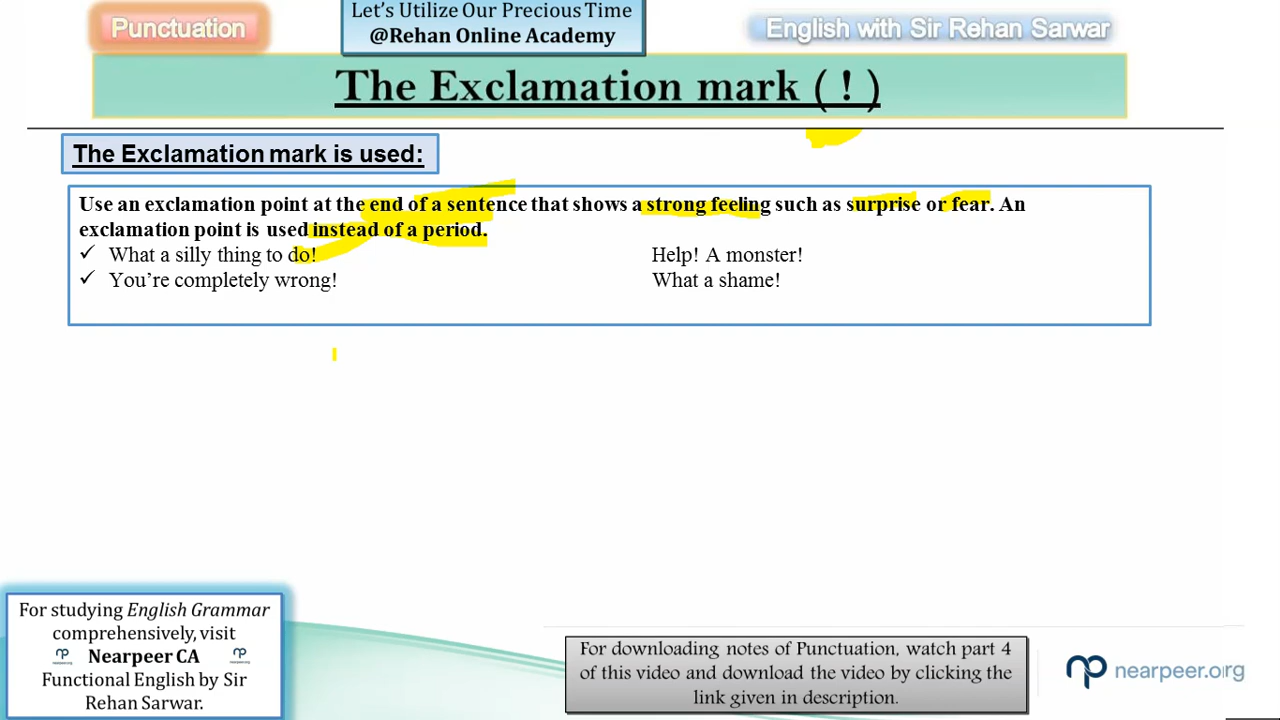 Punctuation
Let's Utilize Our Precious Time
@Rehan Online Academy
English with Sir Rehan Sarwar
The Exclamation mark ( ! )
The Exclamation mark is used:
Use an exclamation point at the end of a sentence that shows a strong feeling such as surprise or fear. An
exclamation point is used instead of a period.
✓ What a silly thing to do! Help! A monster!
✓ You're completely wrong! What a shame!
For studying English Grammar
comprehensively, visit
Nearpeer CA
Functional English by Sir
Rehan Sarwar.
For downloading notes of Punctuation, watch part 4
of this video and download the video by clicking the
link given in description.
nearpeer.org